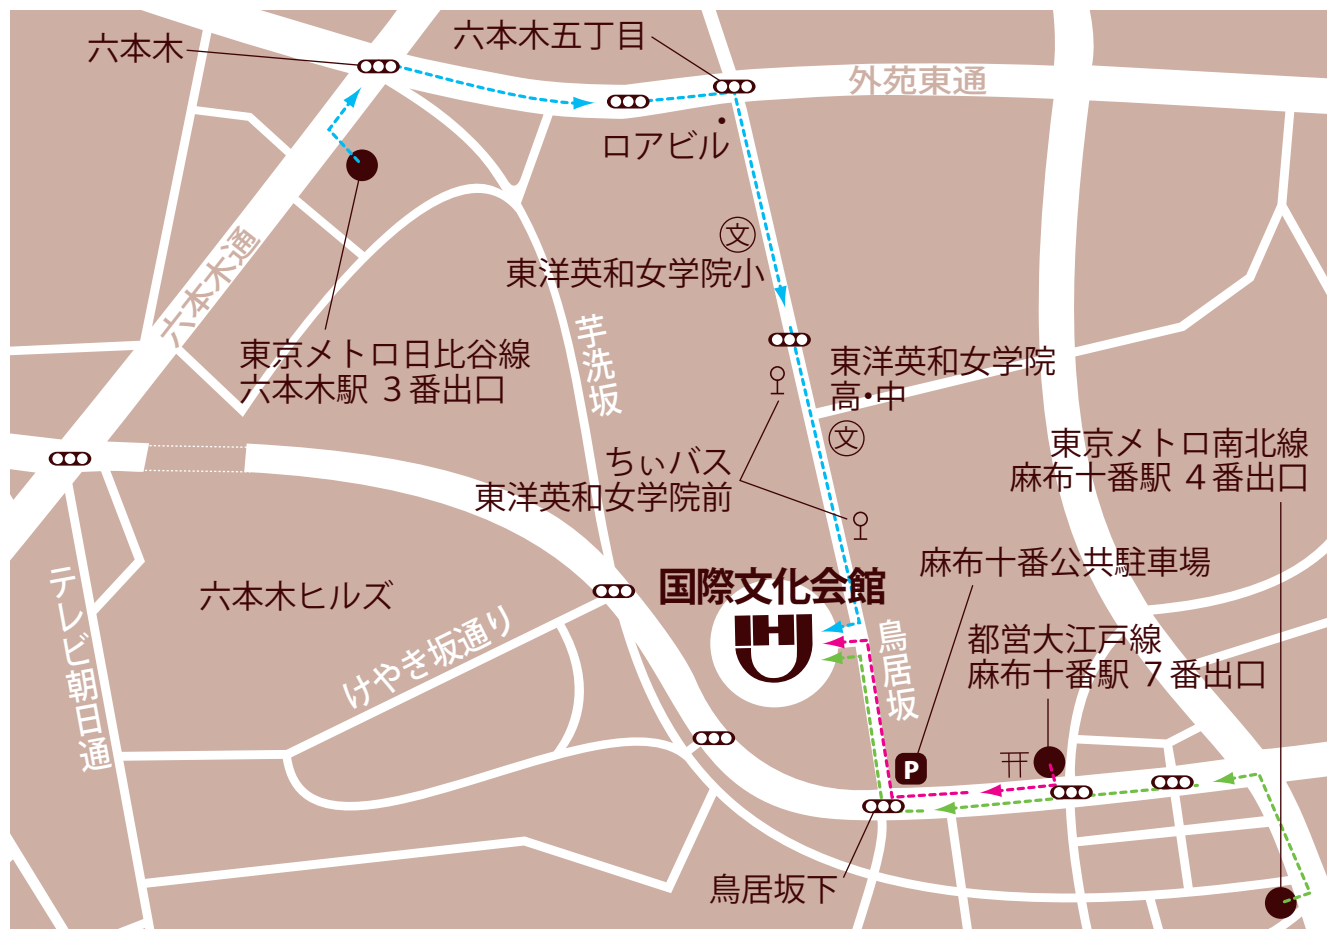 六本木
六本木五丁目
外苑東通
ロアビル
文
東洋英和女学院小
六本木通
東京メトロ日比谷線
六本木駅 3番出口
芋洗坂
東洋英和女学院
高・中
文
ちぃバス
東洋英和女学院前
東京メトロ南北線
麻布十番駅 4番出口
麻布十番公共駐車場
国際文化会館
六本木ヒルズ
テレビ朝日通
けやき坂通り
鳥居坂
都営大江戸線
麻布十番駅 7番出口
P
鳥居坂下